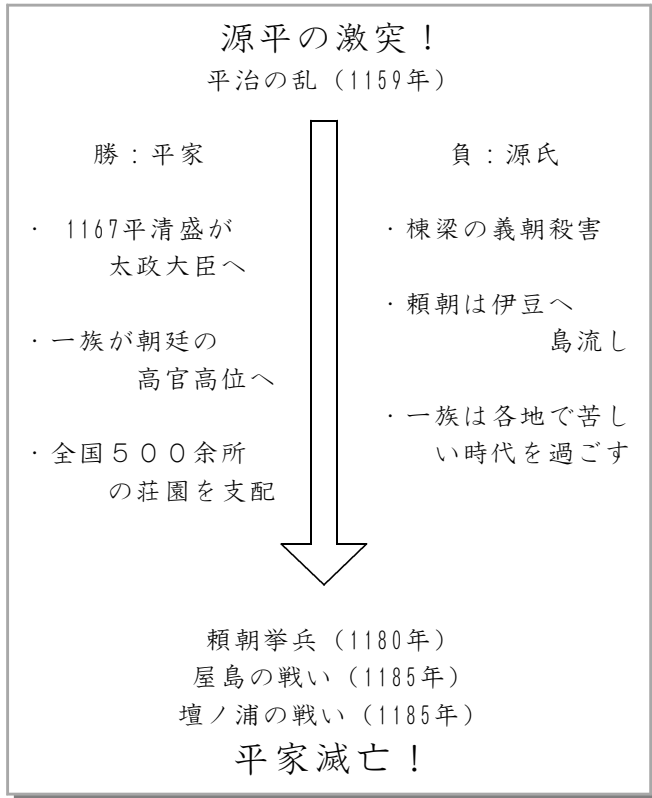 源平の激突！
平治の乱（1159年）
勝：平家
・ 1167平清盛が
太政大臣へ
・一族が朝廷の
高官高位へ
・全国５００余所
の荘園を支配
負：源氏
・棟梁の義朝殺害
・頼朝は伊豆へ
島流し
・一族は各地で苦し
い時代を過ごす
頼朝挙兵（1180年）
屋島の戦い（1185年）
壇ノ浦の戦い（1185年）
平家滅亡！